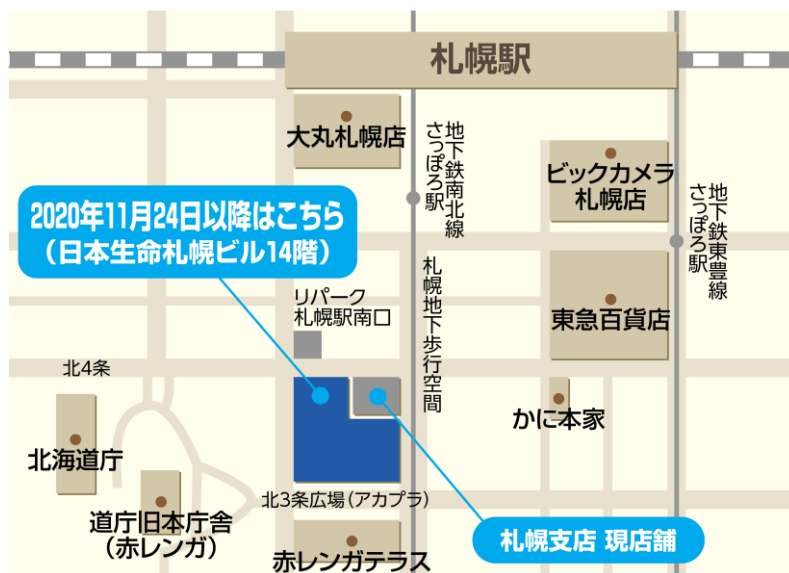 札幌駅
大丸札幌店
地下鉄南北線
さっぽろ駅
ビックカメラ
札幌店
地下鉄東豊線
さっぽろ駅
2020年11月24日以降はこちら
（日本生命札幌ビル14階）
札幌地下歩行空間
リパーク
札幌駅南口
東急百貨店
北4条
かに本家
北海道庁
道庁旧本庁舎
（赤レンガ）
北3条広場（アカプラ）
札幌支店 現店舗
赤レンガテラス